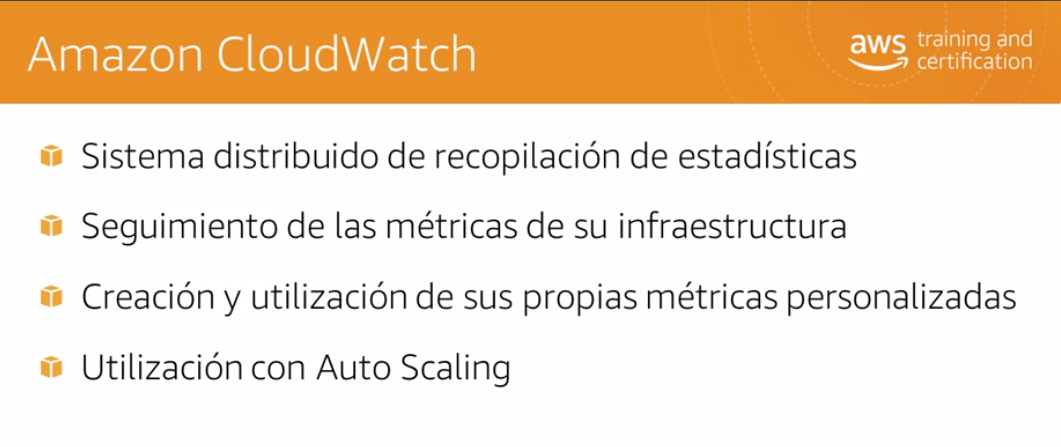 Amazon CloudWatch
aws training and
certification
Sistema distribuido de recopilación de estadísticas
Seguimiento de las métricas de su infraestructura
Creación y utilización de sus propias métricas personalizadas
Utilización con Auto Scaling